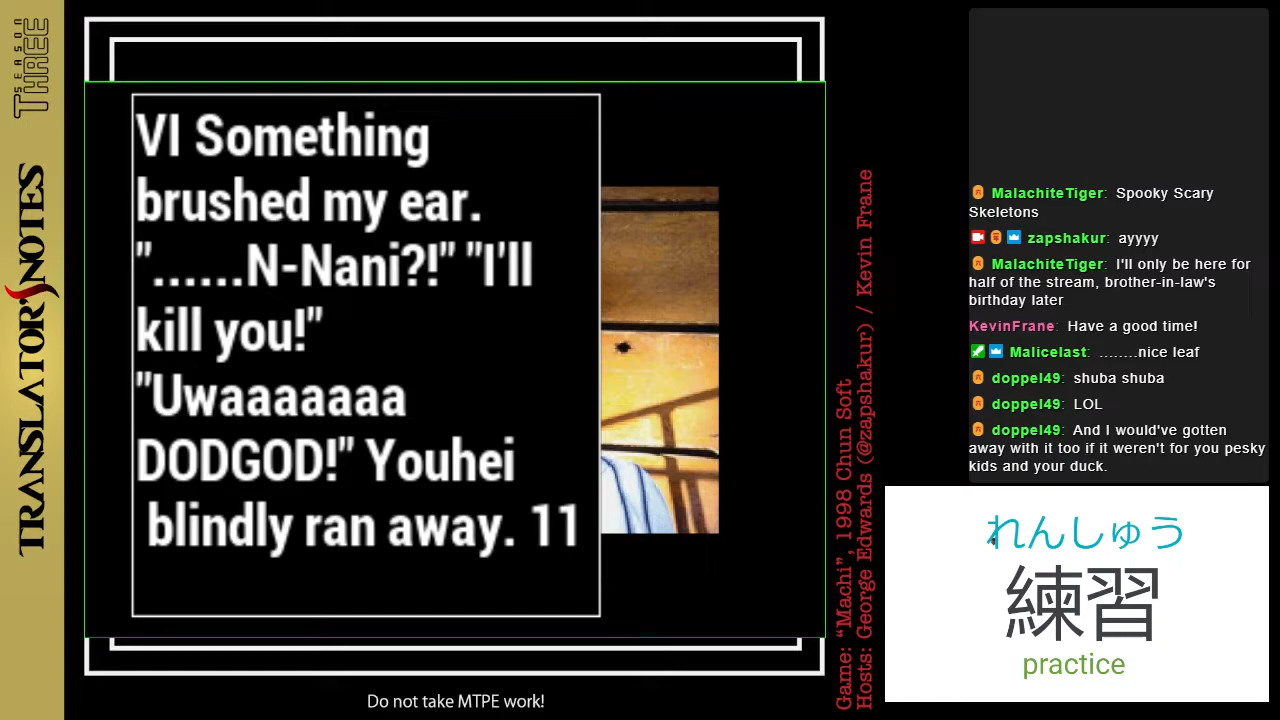 SEASON
THREE
TRANSLATOR'S NOTES
VI Something
brushed my ear.
" .....N-Nani?!" "I'll
kill you!"
"Uwaaaaaaa
DODGOD!" Youhei
blindly ran away. 11
Do not take MTPE work!
Game: "Machi", 1998 Chun Soft
Hosts: George Edwards (@zapshakur) / Kevin Frane
MalachiteTiger: Spooky Scary
Skeletons
zapshakur: ayyyy
MalachiteTiger: I'll only be here for
half of the stream, brother-in-law's
birthday later
KevinFrane: Have a good time!
Malicelast: ........nice leaf
doppel49: shuba shuba
doppel49: LOL
doppel49: And I would've gotten
away with it too if it weren't for you pesky
kids and your duck.
れんしゅう
練習
practice